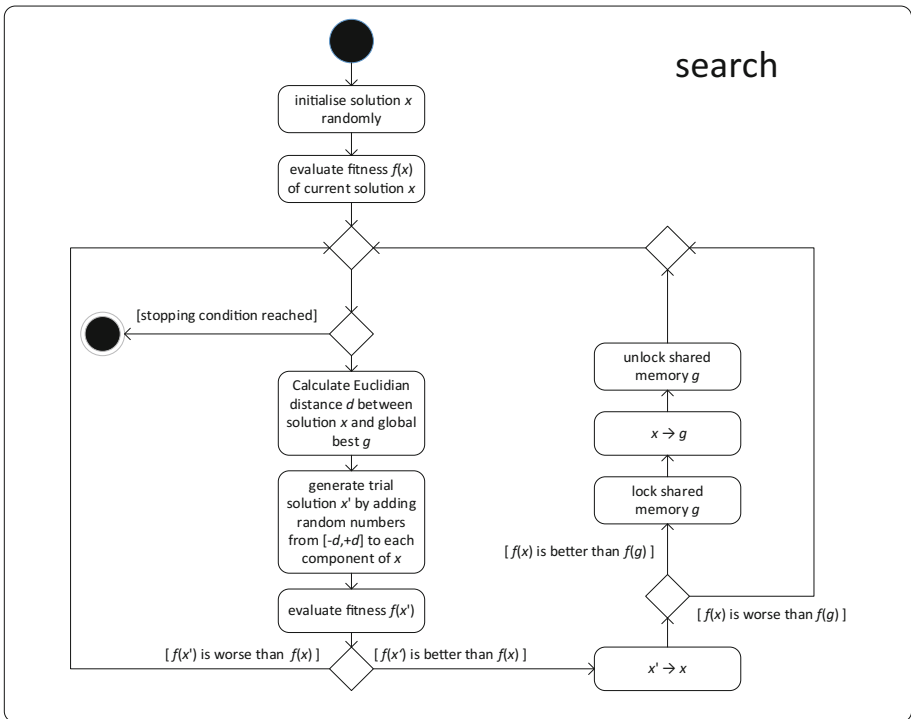 search
initialise solution x
randomly
evaluate fitness f(x)
of current solution x
[stopping condition reached]
Calculate Euclidian
distance d between
solution x and global
best g
generate trial
solution x' by adding
random numbers
from [-d,+d] to each
component of x
evaluate fitness f(x')
[ f(x') is worse than f(x) ]
[ f(x') is better than f(x) ]
x' → x
[ f(x) is worse than f(g) ]
[ f(x) is better than f(g) ]
lock shared
memory g
x → g
unlock shared
memory g